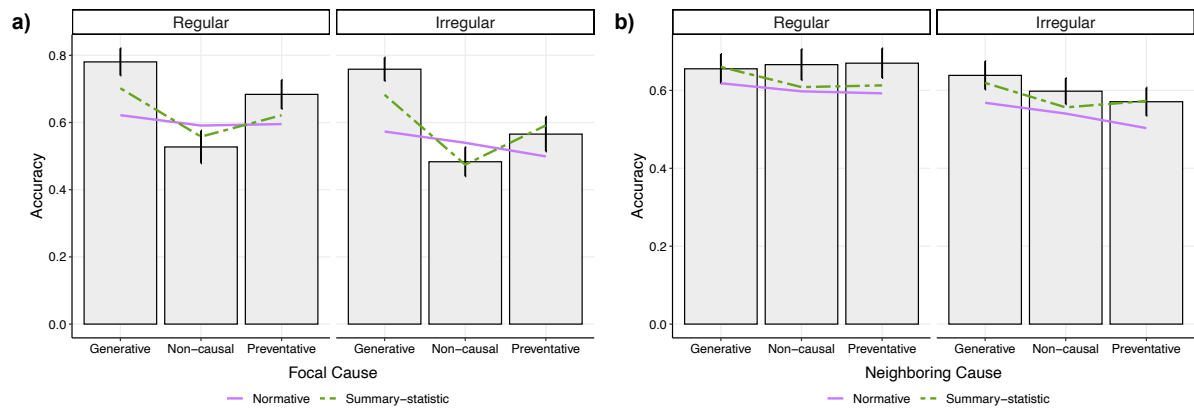 a)
Regular
Irregular
Accuracy
0.8
0.6
0.4
0.2
0.0
Generative
Non-causal
Preventative
Generative
Non-causal
Preventative
Focal Cause
Normative
Summary-statistic
b)
Regular
Irregular
Accuracy
0.6
0.4
0.2
0.0
Generative
Non-causal
Preventative
Generative
Non-causal
Preventative
Neighboring Cause
Normative
Summary-statistic